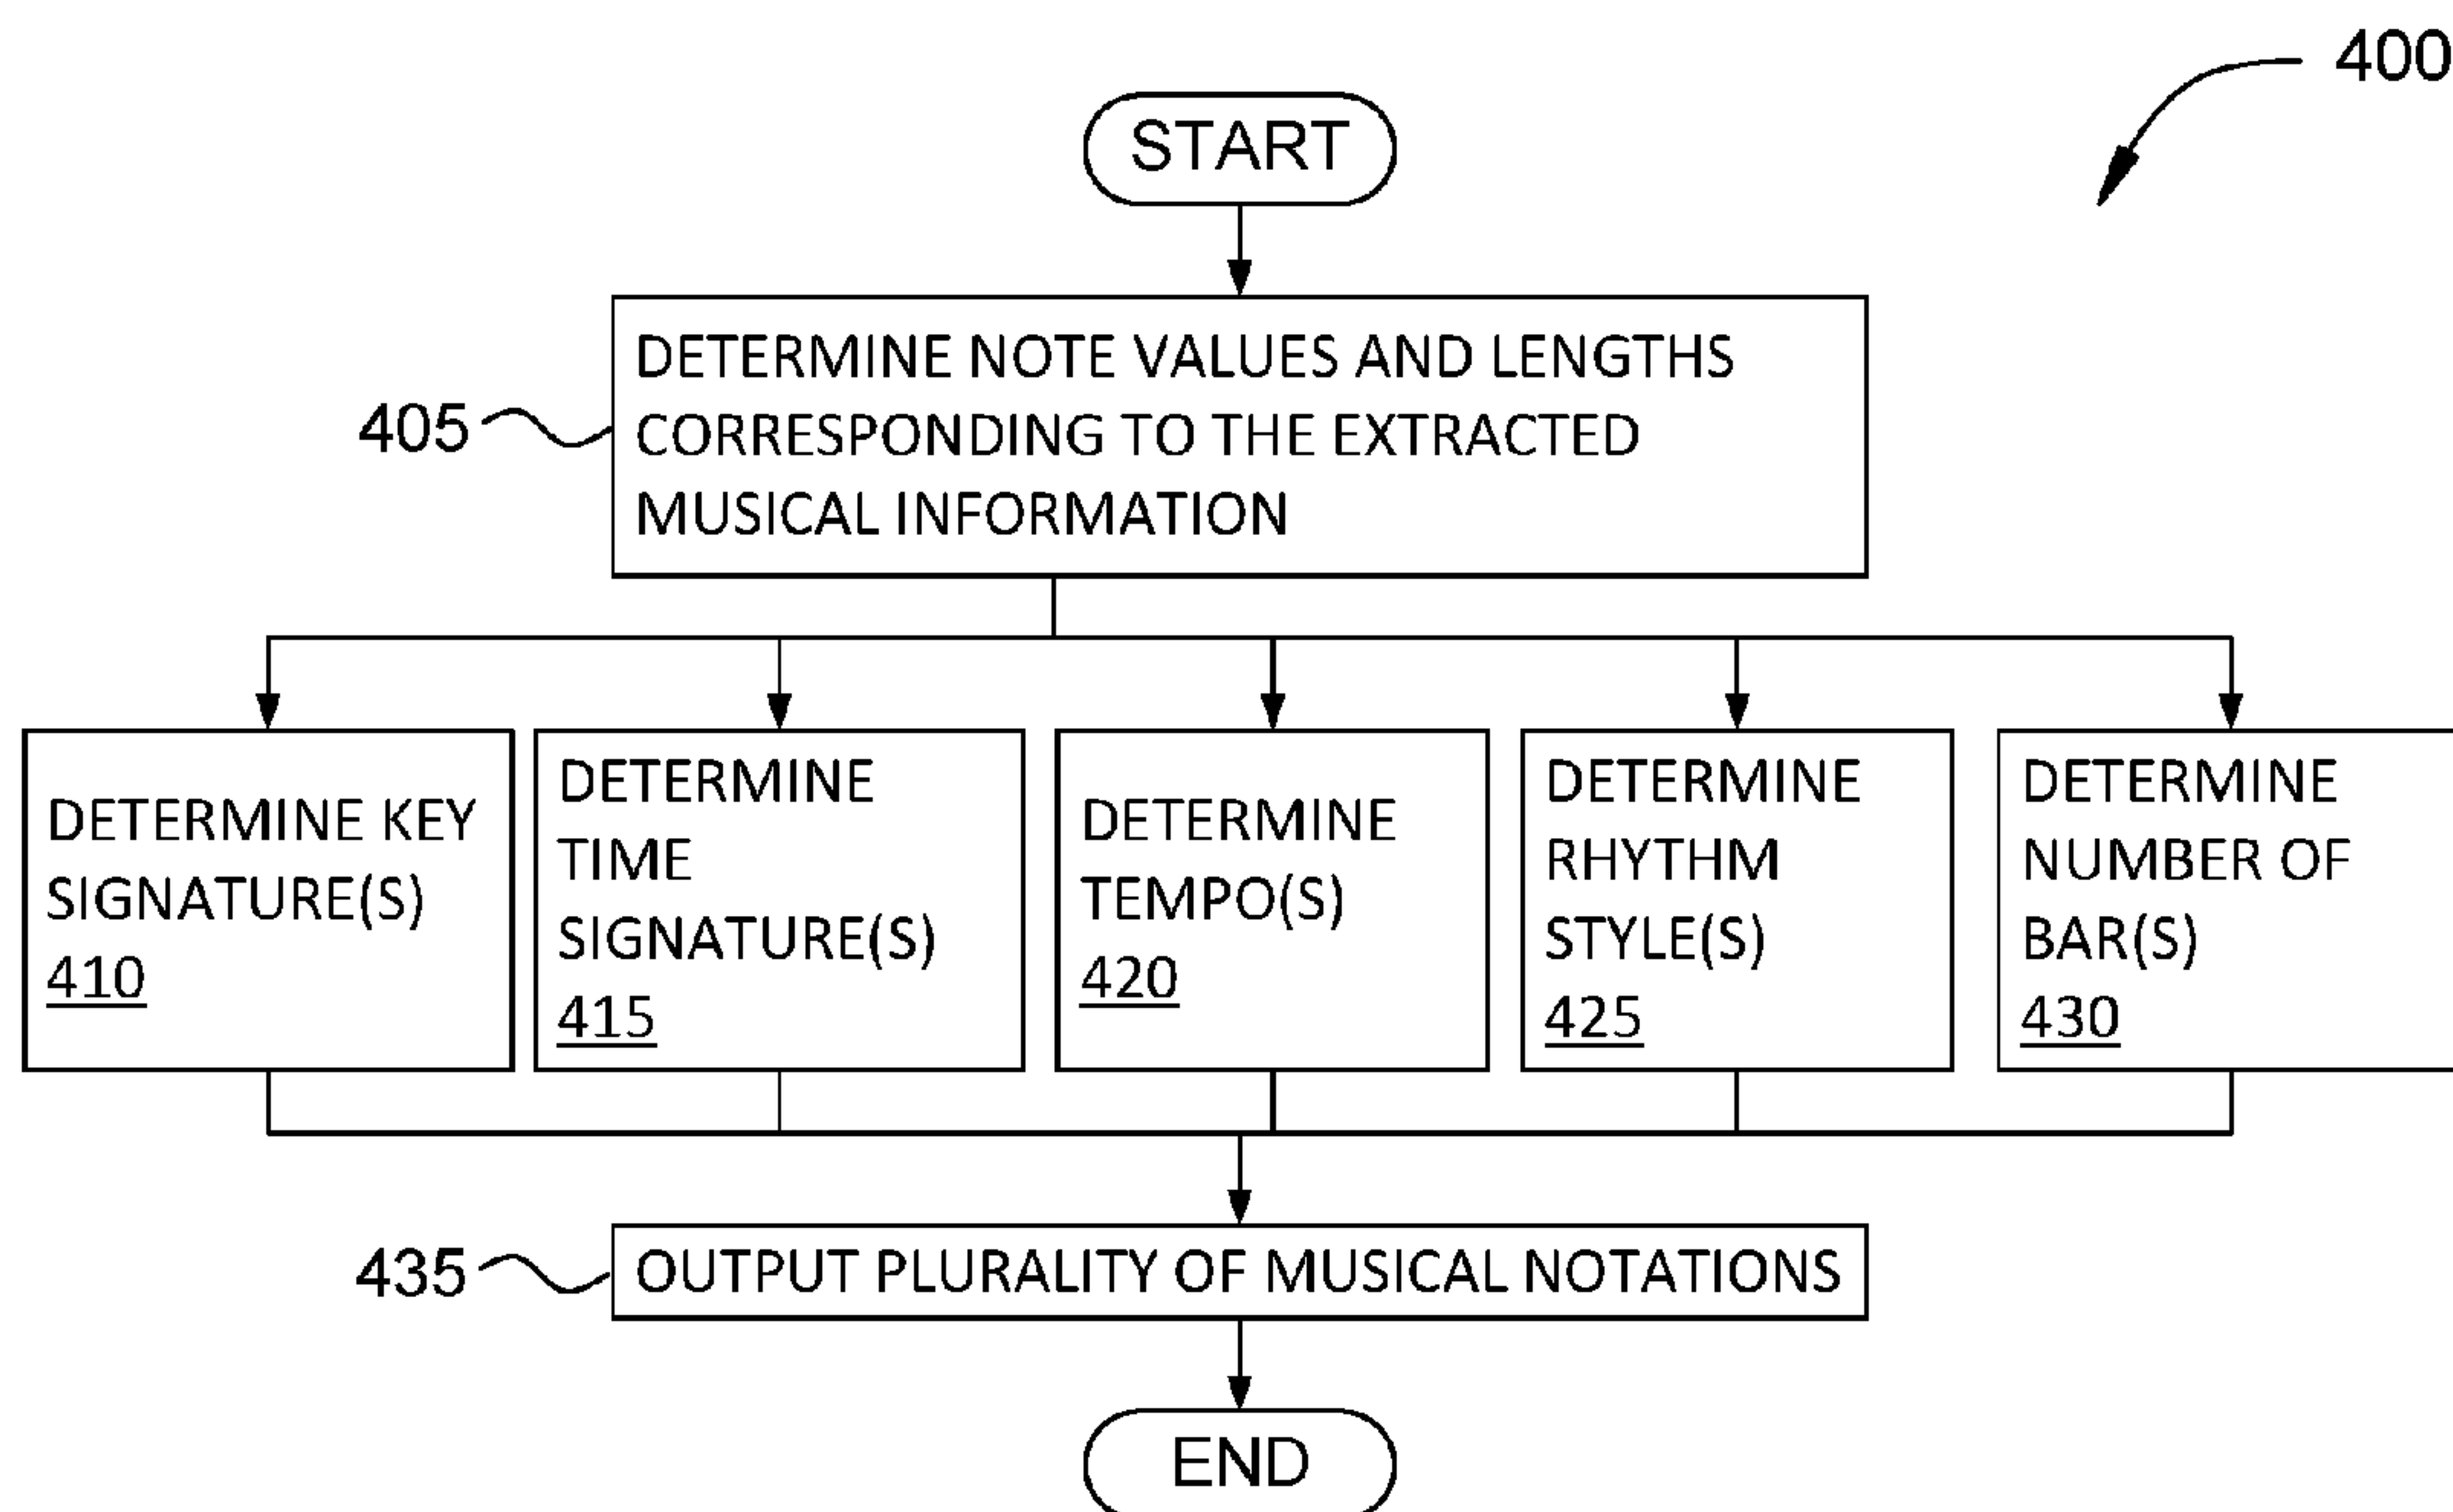 400
START
405
DETERMINE NOTE VALUES AND LENGTHS
CORRESPONDING TO THE EXTRACTED
MUSICAL INFORMATION
DETERMINE KEY
SIGNATURE(S)
410
DETERMINE
TIME
SIGNATURE(S)
415
DETERMINE
TEMPO(S)
420
DETERMINE
RHYTHM
STYLE(S)
425
DETERMINE
NUMBER OF
BAR(S)
430
435
OUTPUT PLURALITY OF MUSICAL NOTATIONS
END